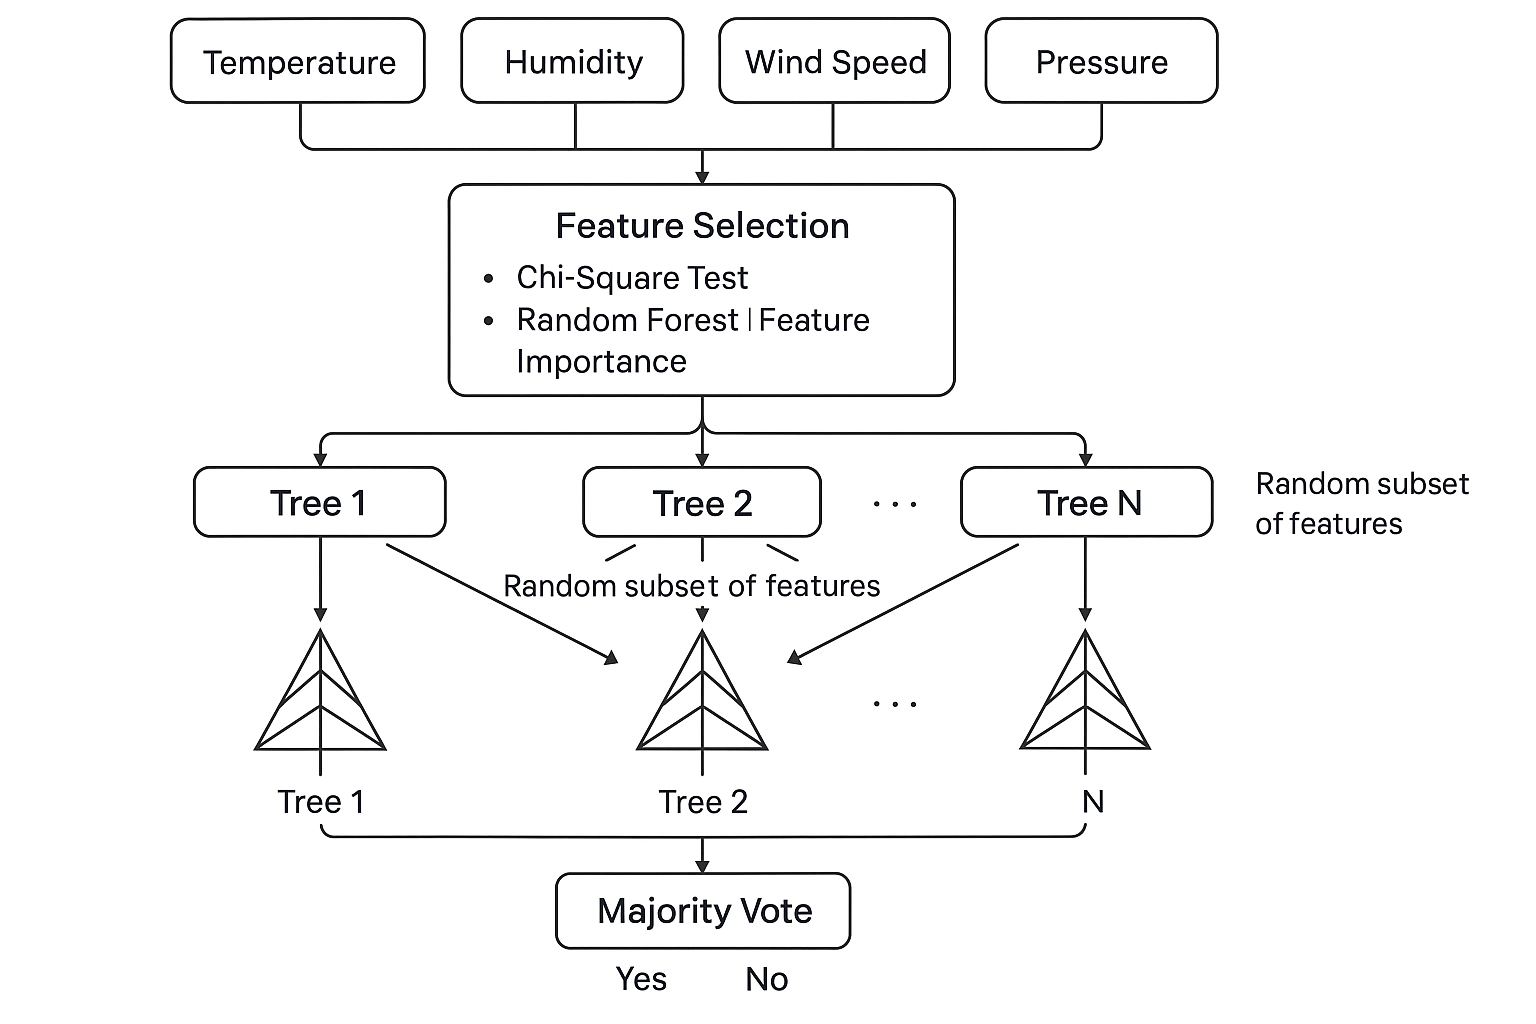 Temperature
Humidity
Wind Speed
Pressure
Feature Selection
• Chi-Square Test
• Random Forest | Feature
Importance
Tree 1
Tree 2
...
Tree N
Random subset
of features
Random subset of features
...
Tree 1
Tree 2
N
Majority Vote
Yes
No